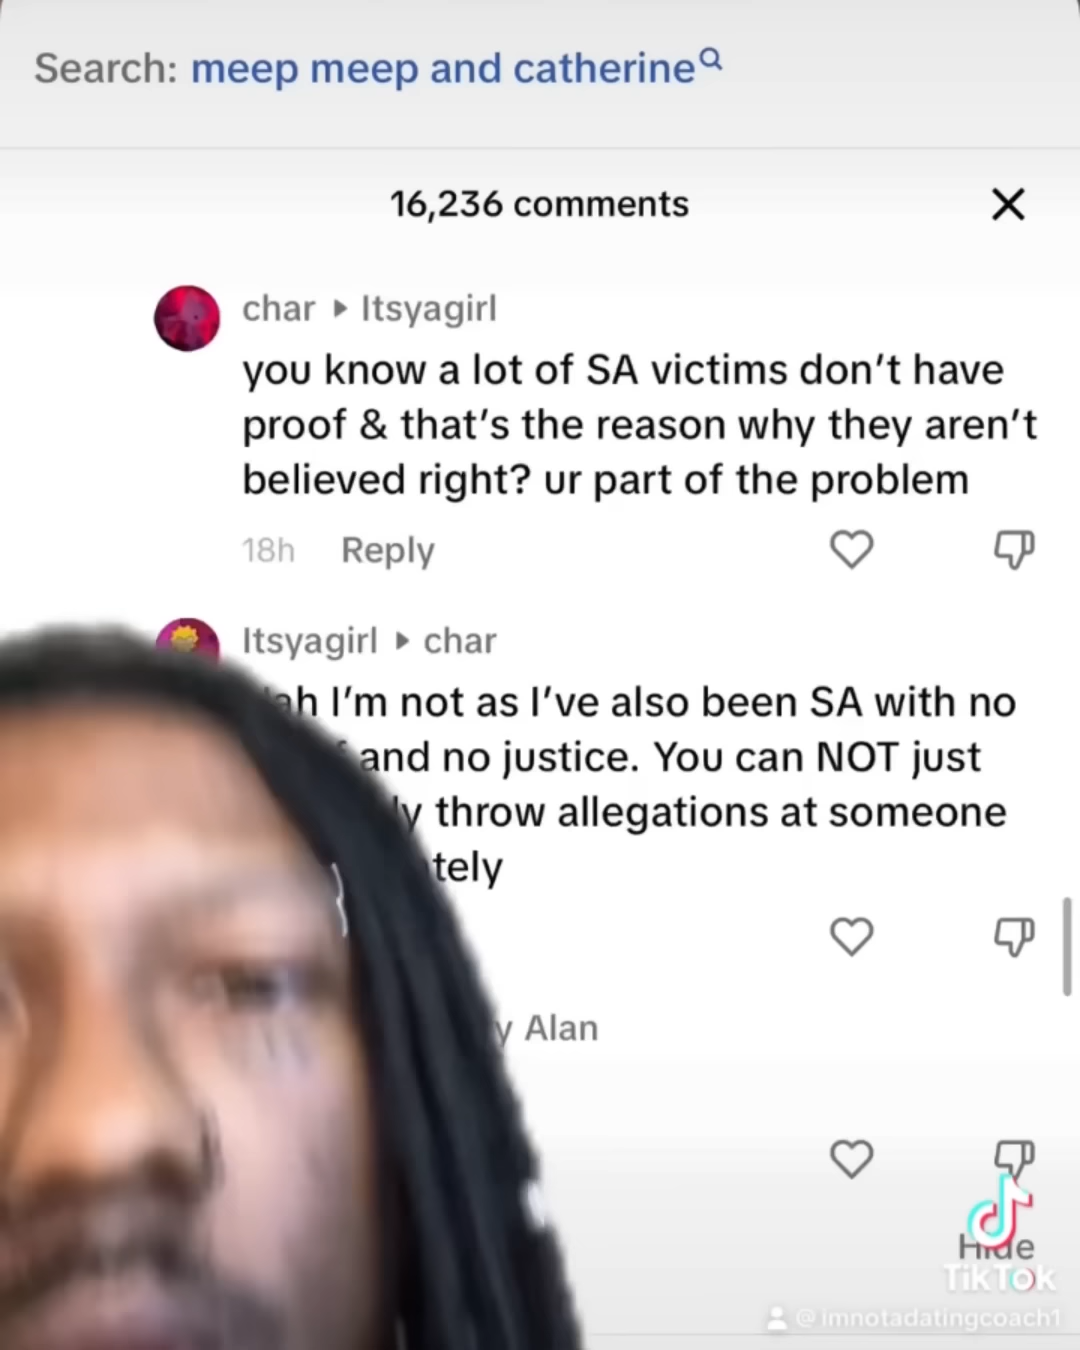 Search: meep meep and catherine
16,236 comments
char ▸ Itsyagirl
you know a lot of SA victims don't have
proof & that's the reason why they aren't
believed right? ur part of the problem
18h Reply
Itsyagirl ▸ char
I'm not as I've also been SA with no
and no justice. You can NOT just
throw allegations at someone
Alan
Hide
TikTok
@imnotadatingcoach1